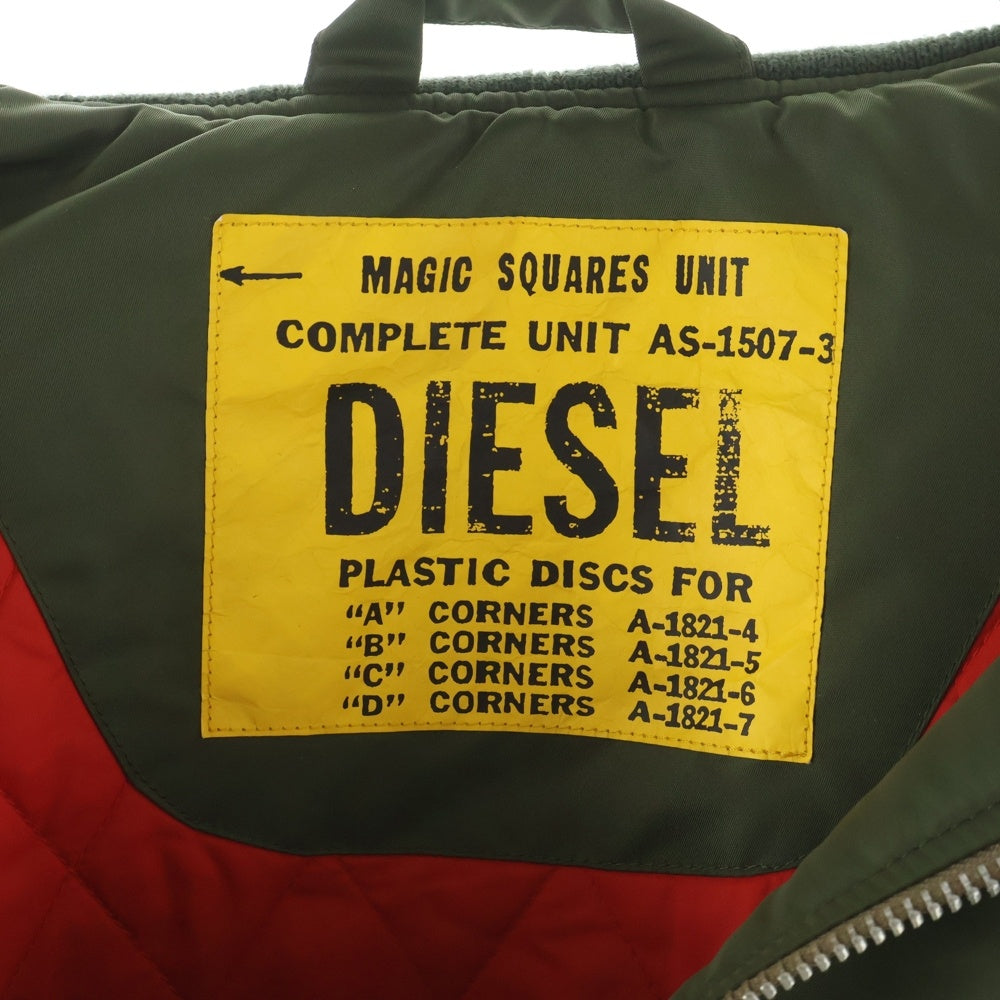 MAGIC SQUARES UNIT
COMPLETE UNIT AS-1507-3
DIESEL
PLASTIC DISCS FOR
"A" CORNERS A-1821-4
"B" CORNERS A-1821-5
"C" CORNERS A-1821-6
"D" CORNERS A-1821-7